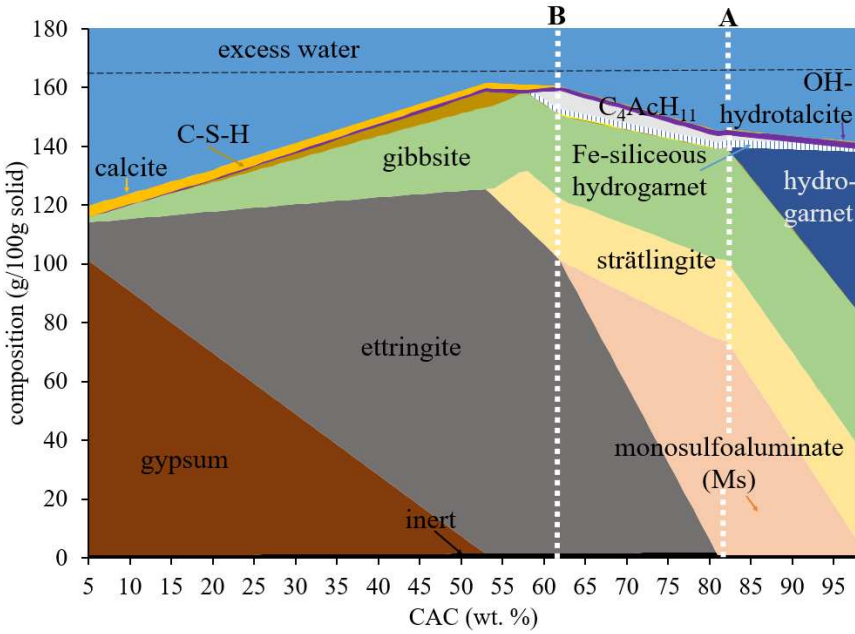 B A
180
160
140
120
100
80
60
40
20
0
composition (g/100g solid)
excess water
C-S-H
calcite
gibbsite
C₄AcH₁₁
OH-
hydrotalcite
Fe-siliceous
hydrogarnet
hydro-
garnet
strätlingite
ettringite
gypsum
monosulfoaluminate
(Ms)
inert
5 10 15 20 25 30 35 40 45 50 55 60 65 70 75 80 85 90 95
CAC (wt. %)